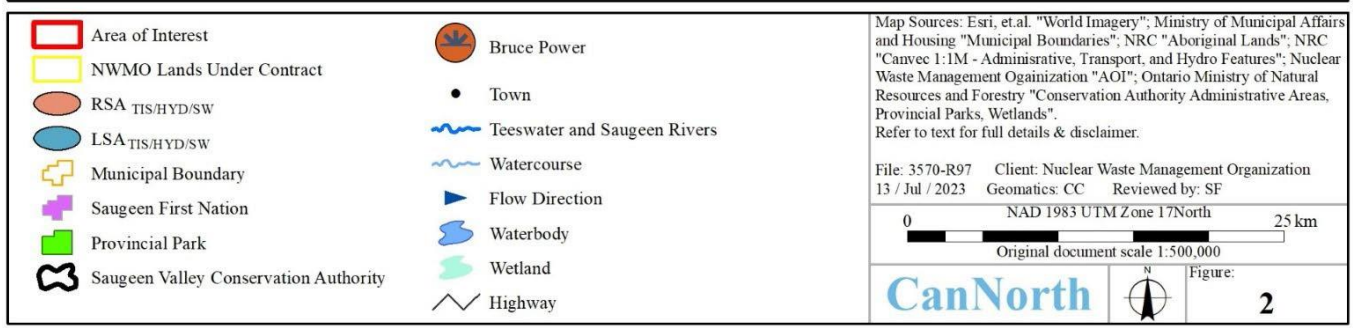 Area of Interest
NWMO Lands Under Contract
RSA TIS/HYD/SW
LSA TIS/HYD/SW
Municipal Boundary
Saugeen First Nation
Provincial Park
Saugeen Valley Conservation Authority
Bruce Power
Town
Teeswater and Saugeen Rivers
Watercourse
Flow Direction
Waterbody
Wetland
Highway
Map Sources: Esri, et.al. "World Imagery"; Ministry of Municipal Affairs
and Housing "Municipal Boundaries"; NRC "Aboriginal Lands"; NRC
"Canvec 1:1M - Adminisrative, Transport, and Hydro Features"; Nuclear
Waste Management Ogainization "AOI"; Ontario Ministry of Natural
Resources and Forestry "Conservation Authority Administrative Areas,
Provincial Parks, Wetlands".
Refer to text for full details & disclaimer.
File: 3570-R97 Client: Nuclear Waste Management Organization
13 / Jul / 2023 Geomatics: CC Reviewed by: SF
NAD 1983 UTM Zone 17North
0 25 km
Original document scale 1:500,000
CanNorth
N
Figure:
2